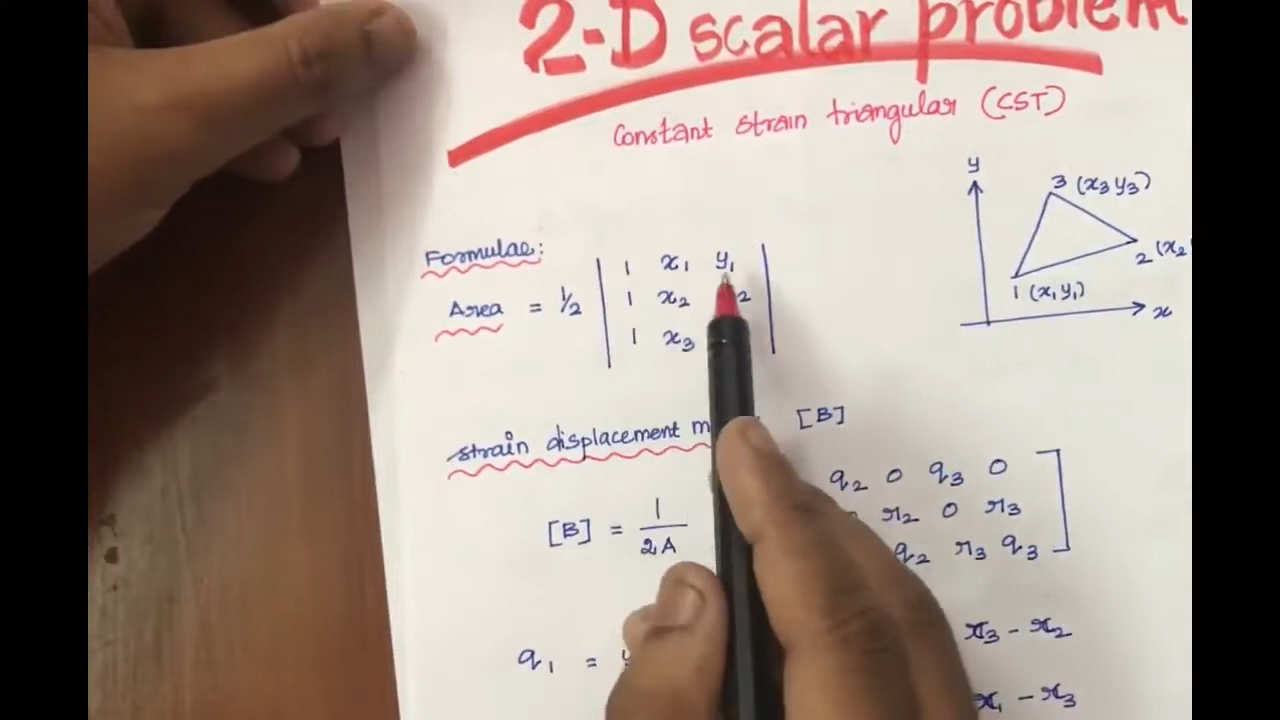 2-D scalar problem
Constant strain triangular (CST)
y
3 (x3 y3)
2 (x2
1 (x1 y1)
x
Formulae:
1 x1 y1
Area = 1/2 1 x2 2
1 x3
strain displacement [B]
q2 0 q3 0
[B] = 1/2A r2 0 r3
q2 r3 q3
x3 - x2
q1 =
x1 - x3